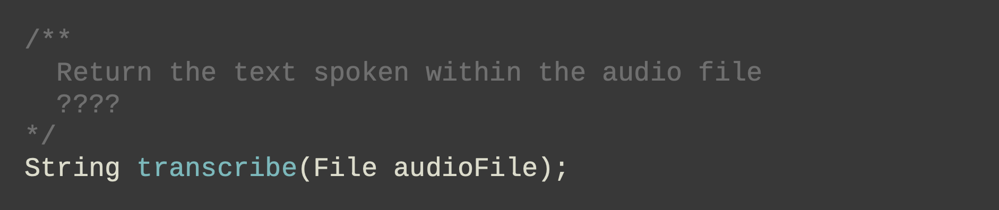 /**
Return the text spoken within the audio file
????
*/
String transcribe(File audioFile);